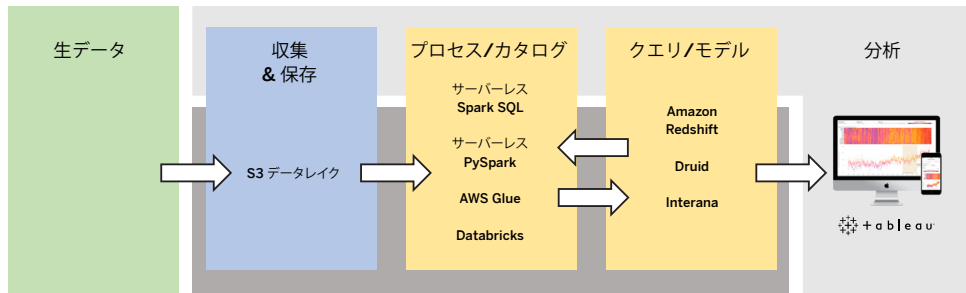 生データ
収集
& 保存
S3 データレイク
プロセス/カタログ
サーバーレス
Spark SQL
サーバーレス
PySpark
AWS Glue
Databricks
クエリ/モデル
Amazon
Redshift
Druid
Interana
分析
+ a b l e a u